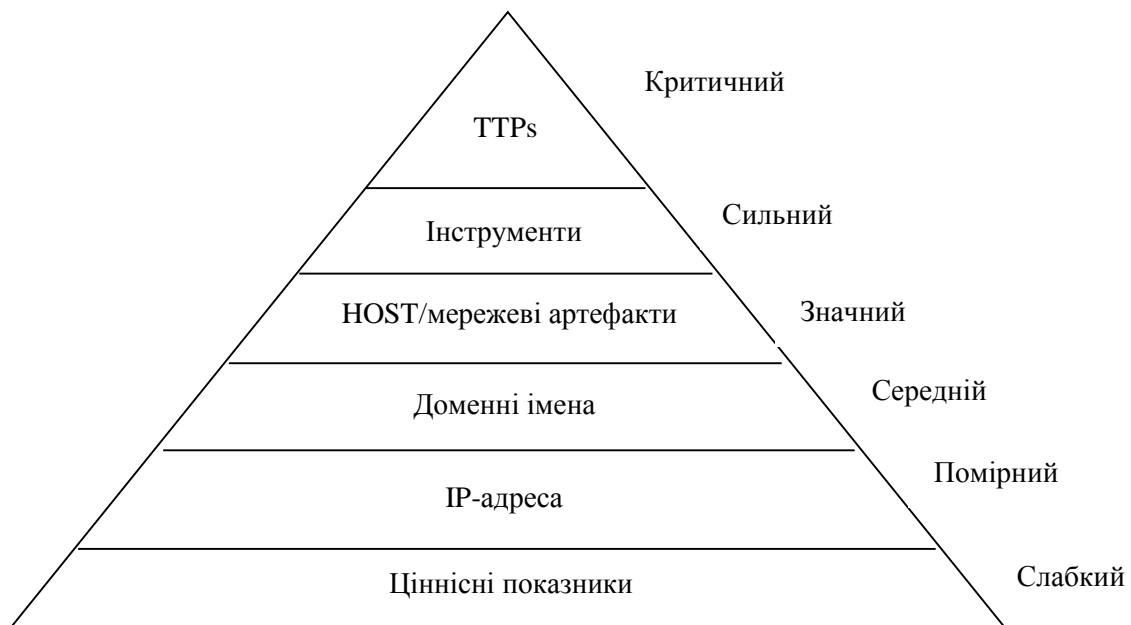 Критичний
TTPs
Сильний
Інструменти
Значний
HOST/мережеві артефакти
Середній
Доменні імена
Помірний
IP-адреса
Слабкий
Ціннісні показники